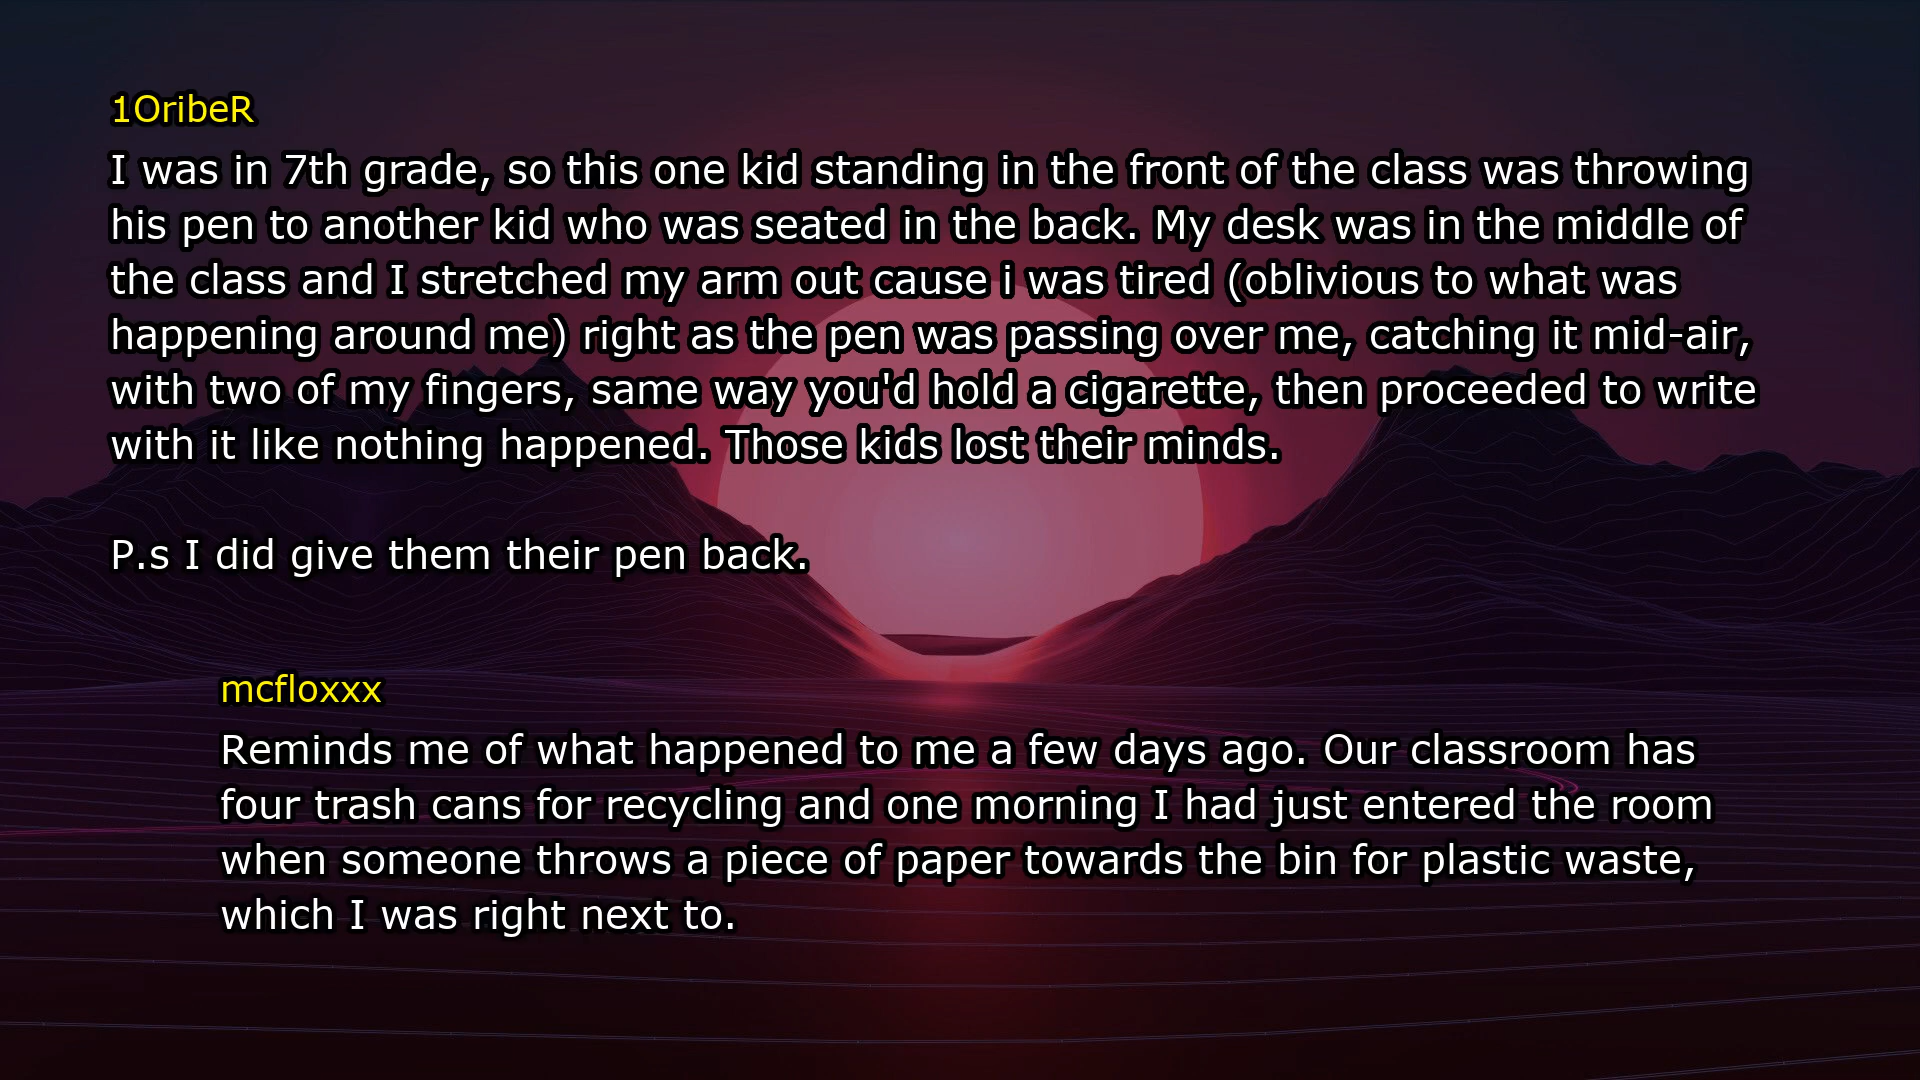 1OribeR
I was in 7th grade, so this one kid standing in the front of the class was throwing
his pen to another kid who was seated in the back. My desk was in the middle of
the class and I stretched my arm out cause i was tired (oblivious to what was
happening around me) right as the pen was passing over me, catching it mid-air,
with two of my fingers, same way you'd hold a cigarette, then proceeded to write
with it like nothing happened. Those kids lost their minds.
P.s I did give them their pen back.
mcfloxxx
Reminds me of what happened to me a few days ago. Our classroom has
four trash cans for recycling and one morning I had just entered the room
when someone throws a piece of paper towards the bin for plastic waste,
which I was right next to.